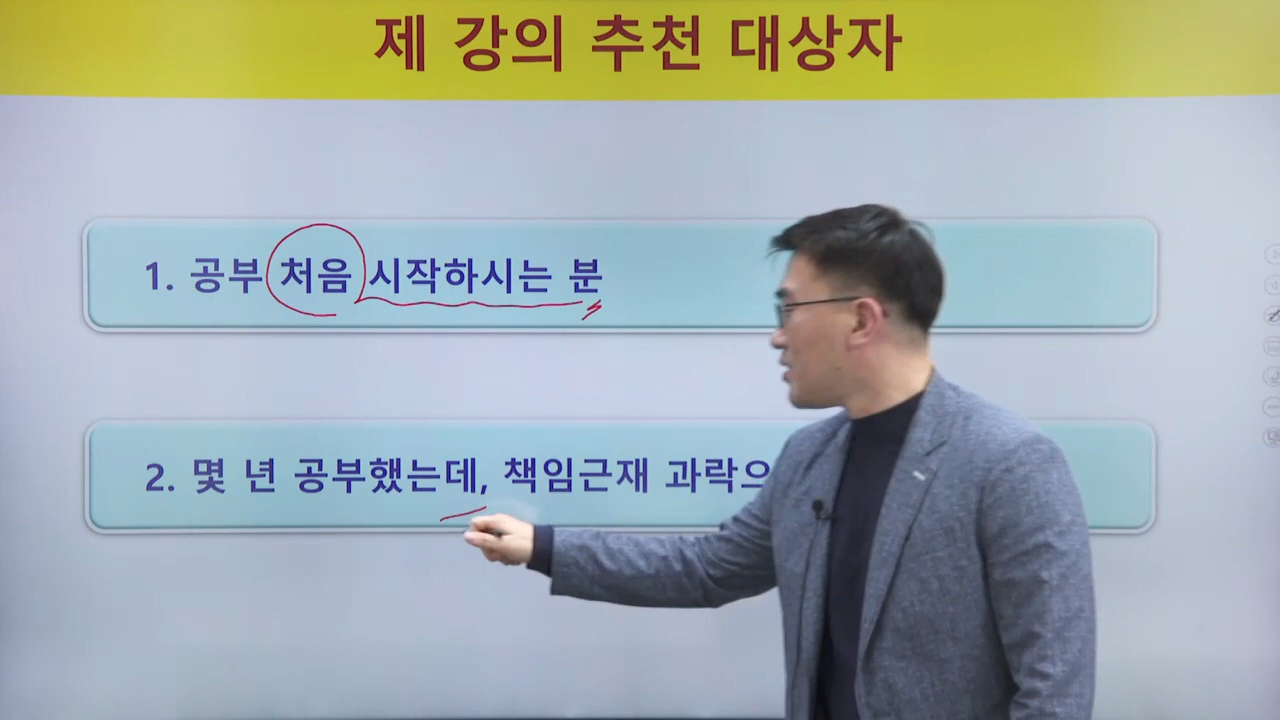 제 강의 추천 대상자
1. 공부 처음 시작하시는 분
2. 몇 년 공부했는데, 책임근재 과락으